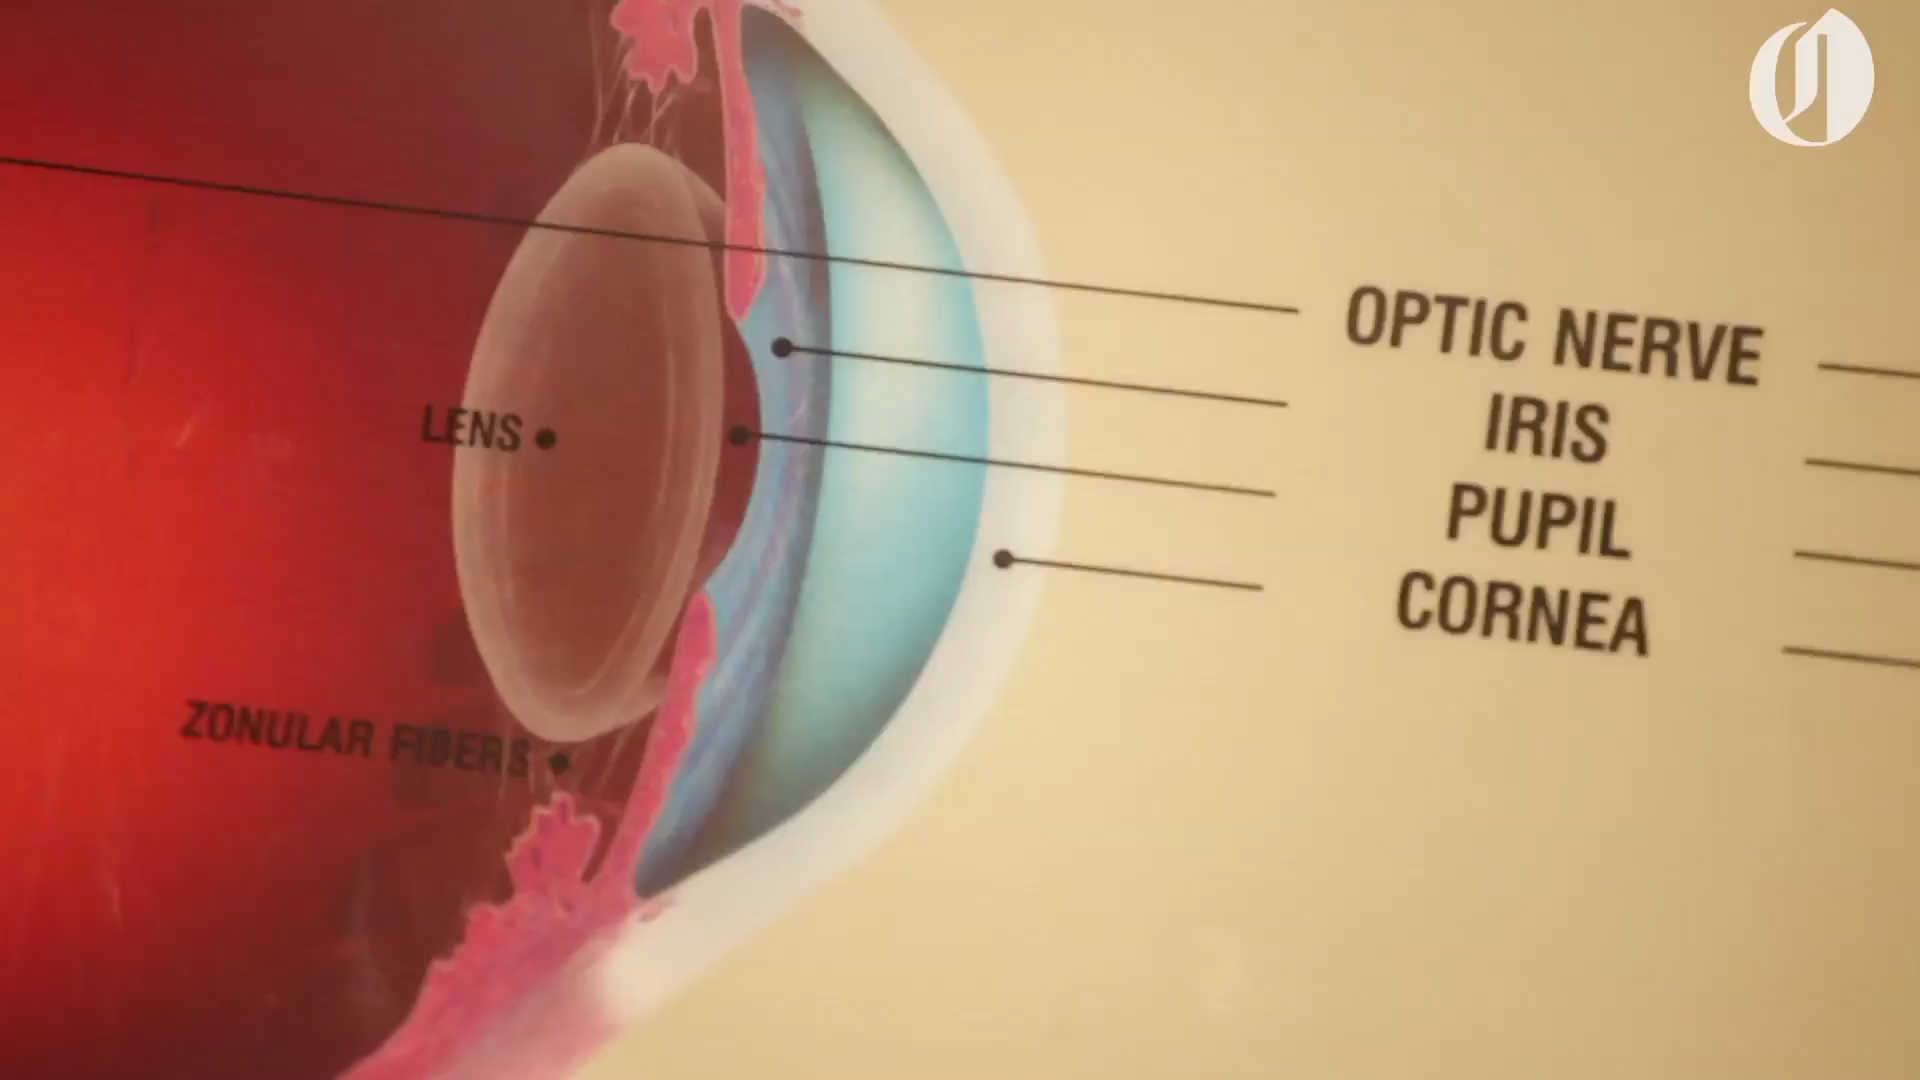 OPTIC NERVE
IRIS
PUPIL
CORNEA
LENS
ZONULAR FIBERS